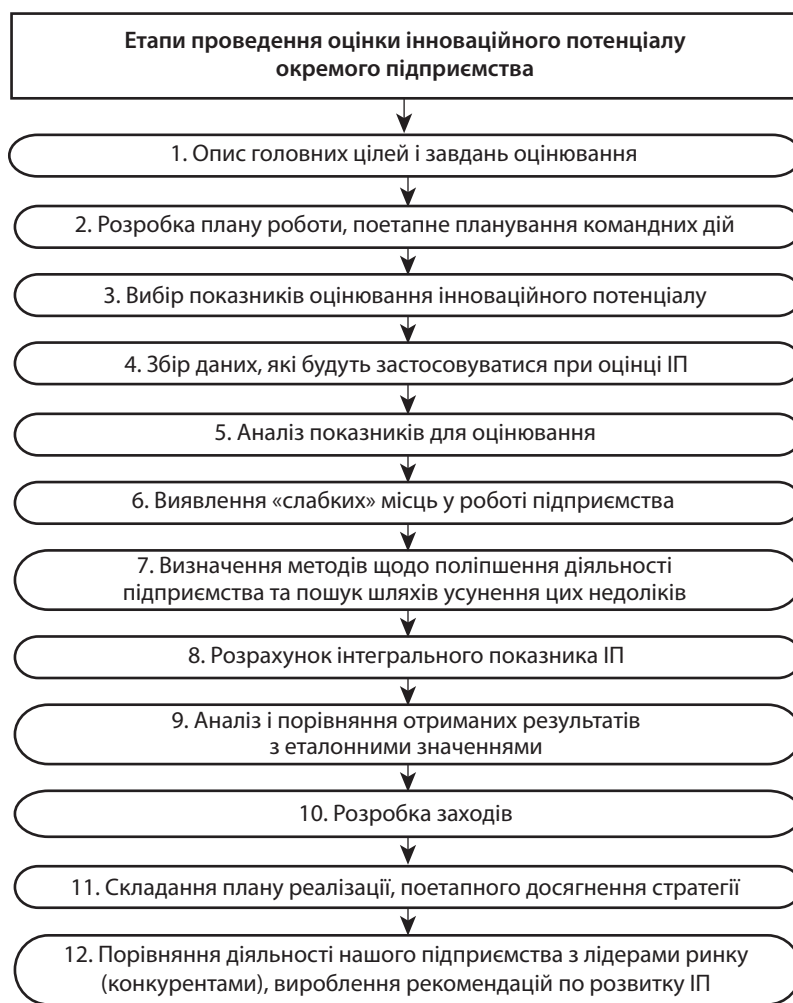 Етапи проведення оцінки інноваційного потенціалу
окремого підприємства
1. Опис головних цілей і завдань оцінювання
2. Розробка плану роботи, поетапне планування командних дій
3. Вибір показників оцінювання інноваційного потенціалу
4. Збір даних, які будуть застосовуватися при оцінці ІП
5. Аналіз показників для оцінювання
6. Виявлення «слабких» місць у роботі підприємства
7. Визначення методів щодо поліпшення діяльності
підприємства та пошук шляхів усунення цих недоліків
8. Розрахунок інтегрального показника ІП
9. Аналіз і порівняння отриманих результатів
з еталонними значеннями
10. Розробка заходів
11. Складання плану реалізації, поетапного досягнення стратегії
12. Порівняння діяльності нашого підприємства з лідерами ринку
(конкурентами), вироблення рекомендацій по розвитку ІП